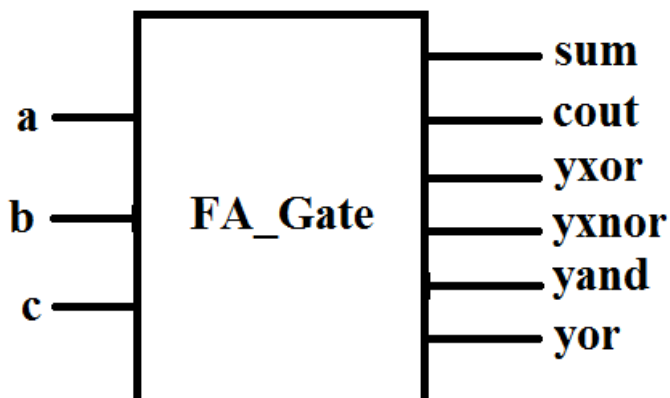 a
b
c
FA_Gate
sum
cout
yxor
yxnor
yand
yor